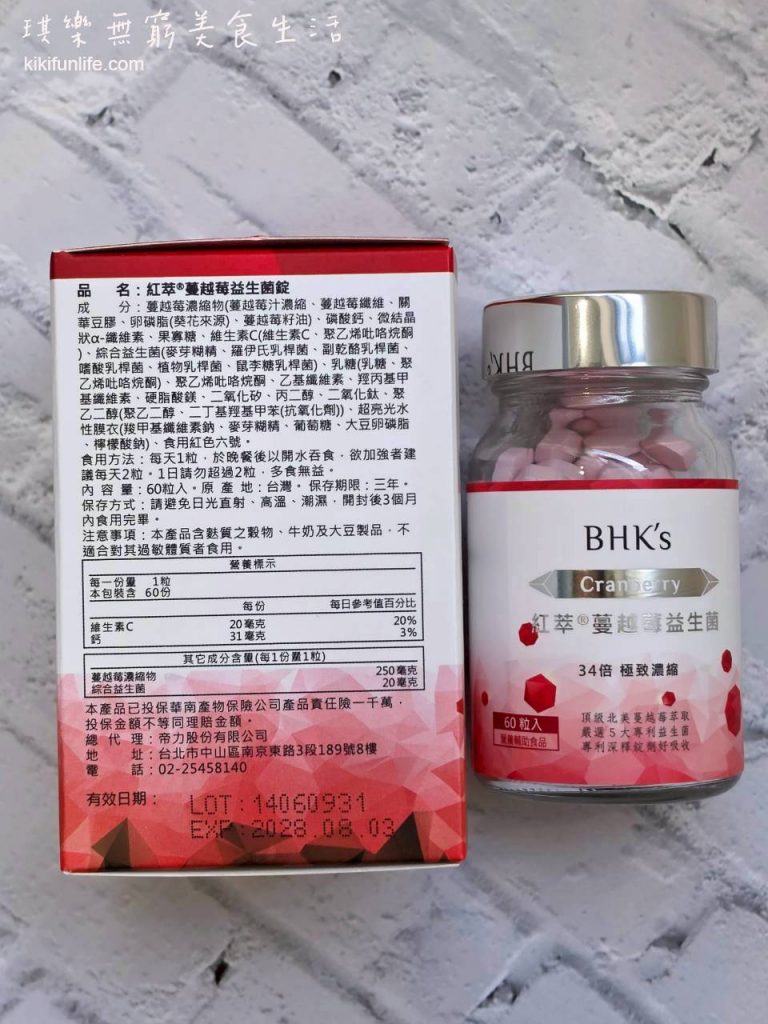 琪樂無窮美食生活
kikifunlife.com
品　名：紅萃®蔓越莓益生菌錠
成　分：蔓越莓濃縮物(蔓越莓汁濃縮、蔓越莓纖維、關
華豆膠、卵磷脂(葵花來源)、蔓越莓籽油)、磷酸鈣、微結晶
狀α-纖維素、果寡糖、維生素C(維生素C、聚乙烯吡咯烷酮
)、綜合益生菌(麥芽糊精、羅伊氏乳桿菌、副乾酪乳桿菌、
嗜酸乳桿菌、植物乳桿菌、鼠李糖乳桿菌)、乳糖(乳糖、聚
乙烯吡咯烷酮)、聚乙烯吡咯烷酮、乙基纖維素、羥丙基甲
基纖維素、硬脂酸鎂、二氧化矽、丙二醇、二氧化鈦、聚
乙二醇(聚乙二醇、二丁基羥基甲苯(抗氧化劑))、超亮光水
性膜衣(羧甲基纖維素鈉、麥芽糊精、葡萄糖、大豆卵磷脂
、檸檬酸鈉)、食用紅色六號。
食用方法：每天1粒，於晚餐後以開水吞食，欲加強者建
議每天2粒。1日請勿超過2粒，多食無益。
內 容 量：60粒入。原 產 地：台灣。保存期限：三年。
保存方式：請避免日光直射、高溫、潮濕，開封後3個月
內食用完畢。
注意事項：本產品含麩質之穀物、牛奶及大豆製品，不
適合對其過敏體質者食用。
營養標示
每一份量　1粒
本包裝含　60份
每份　每日參考值百分比
維生素C　20毫克　20%
鈣　31毫克　3%
其它成分含量(每1份量1粒)
蔓越莓濃縮物　250毫克
綜合益生菌　20毫克
本產品已投保華南產物保險公司產品責任險一千萬，
投保金額不等同理賠金額。
總 代 理：帝力股份有限公司
地　　址：台北市中山區南京東路3段189號8樓
電　　話：02-25458140
有效日期：
LOT:14060931
EXP:2028.08.03
BHK's
BHK's
Cranberry
紅萃®蔓越莓益生菌
34倍 極致濃縮
60粒入
營養輔助食品
頂級北美蔓越莓萃取
嚴選5大專利益生菌
專利深釋錠劑好吸收